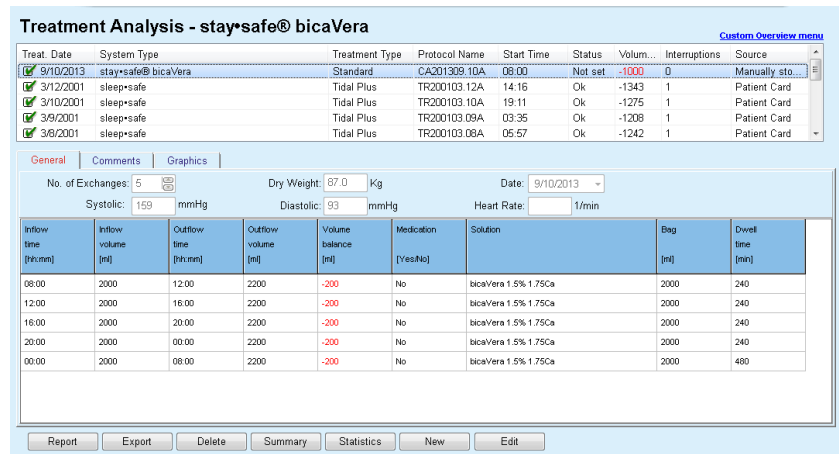 Treatment Analysis - stay•safe® bicaVera
Custom Overview menu
Treat. Date System Type Treatment Type Protocol Name Start Time Status Volum... Interruptions Source
9/10/2013 stay•safe® bicaVera Standard CA201309.10A 08:00 Not set -1000 0 Manually sto...
3/12/2001 sleep•safe Tidal Plus TR200103.12A 14:16 Ok -1343 1 Patient Card
3/10/2001 sleep•safe Tidal Plus TR200103.10A 19:11 Ok -1275 1 Patient Card
3/9/2001 sleep•safe Tidal Plus TR200103.09A 03:35 Ok -1208 1 Patient Card
3/8/2001 sleep•safe Tidal Plus TR200103.08A 05:57 Ok -1242 1 Patient Card
General Comments Graphics
No. of Exchanges: 5 Dry Weight: 87.0 Kg Date: 9/10/2013
Systolic: 159 mmHg Diastolic: 93 mmHg Heart Rate: 1/min
Inflow Inflow Outflow Outflow Volume Medication Solution Bag Dwell
time volume time volume balance time
[hh:mm] [ml] [hh:mm] [ml] [ml] [Yes/No] [ml] [min]
08:00 2000 12:00 2200 -200 No bicaVera 1.5% 1.75Ca 2000 240
12:00 2000 16:00 2200 -200 No bicaVera 1.5% 1.75Ca 2000 240
16:00 2000 20:00 2200 -200 No bicaVera 1.5% 1.75Ca 2000 240
20:00 2000 00:00 2200 -200 No bicaVera 1.5% 1.75Ca 2000 240
00:00 2000 08:00 2200 -200 No bicaVera 1.5% 1.75Ca 2000 480
Report Export Delete Summary Statistics New Edit